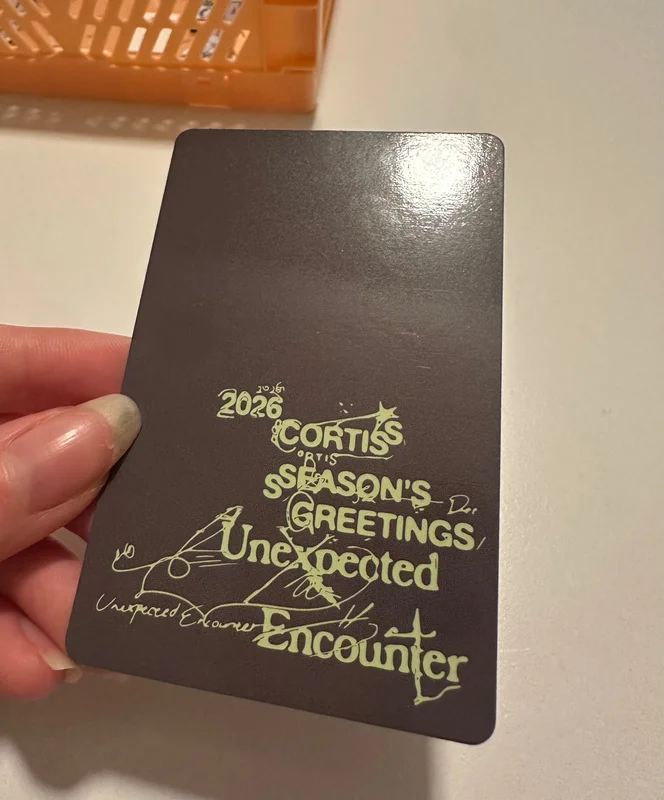 2026
2026
CORTIS
CORTIS
SEASON'S
GREETINGS
Unexpected
Unexpected Encounter
Encounter